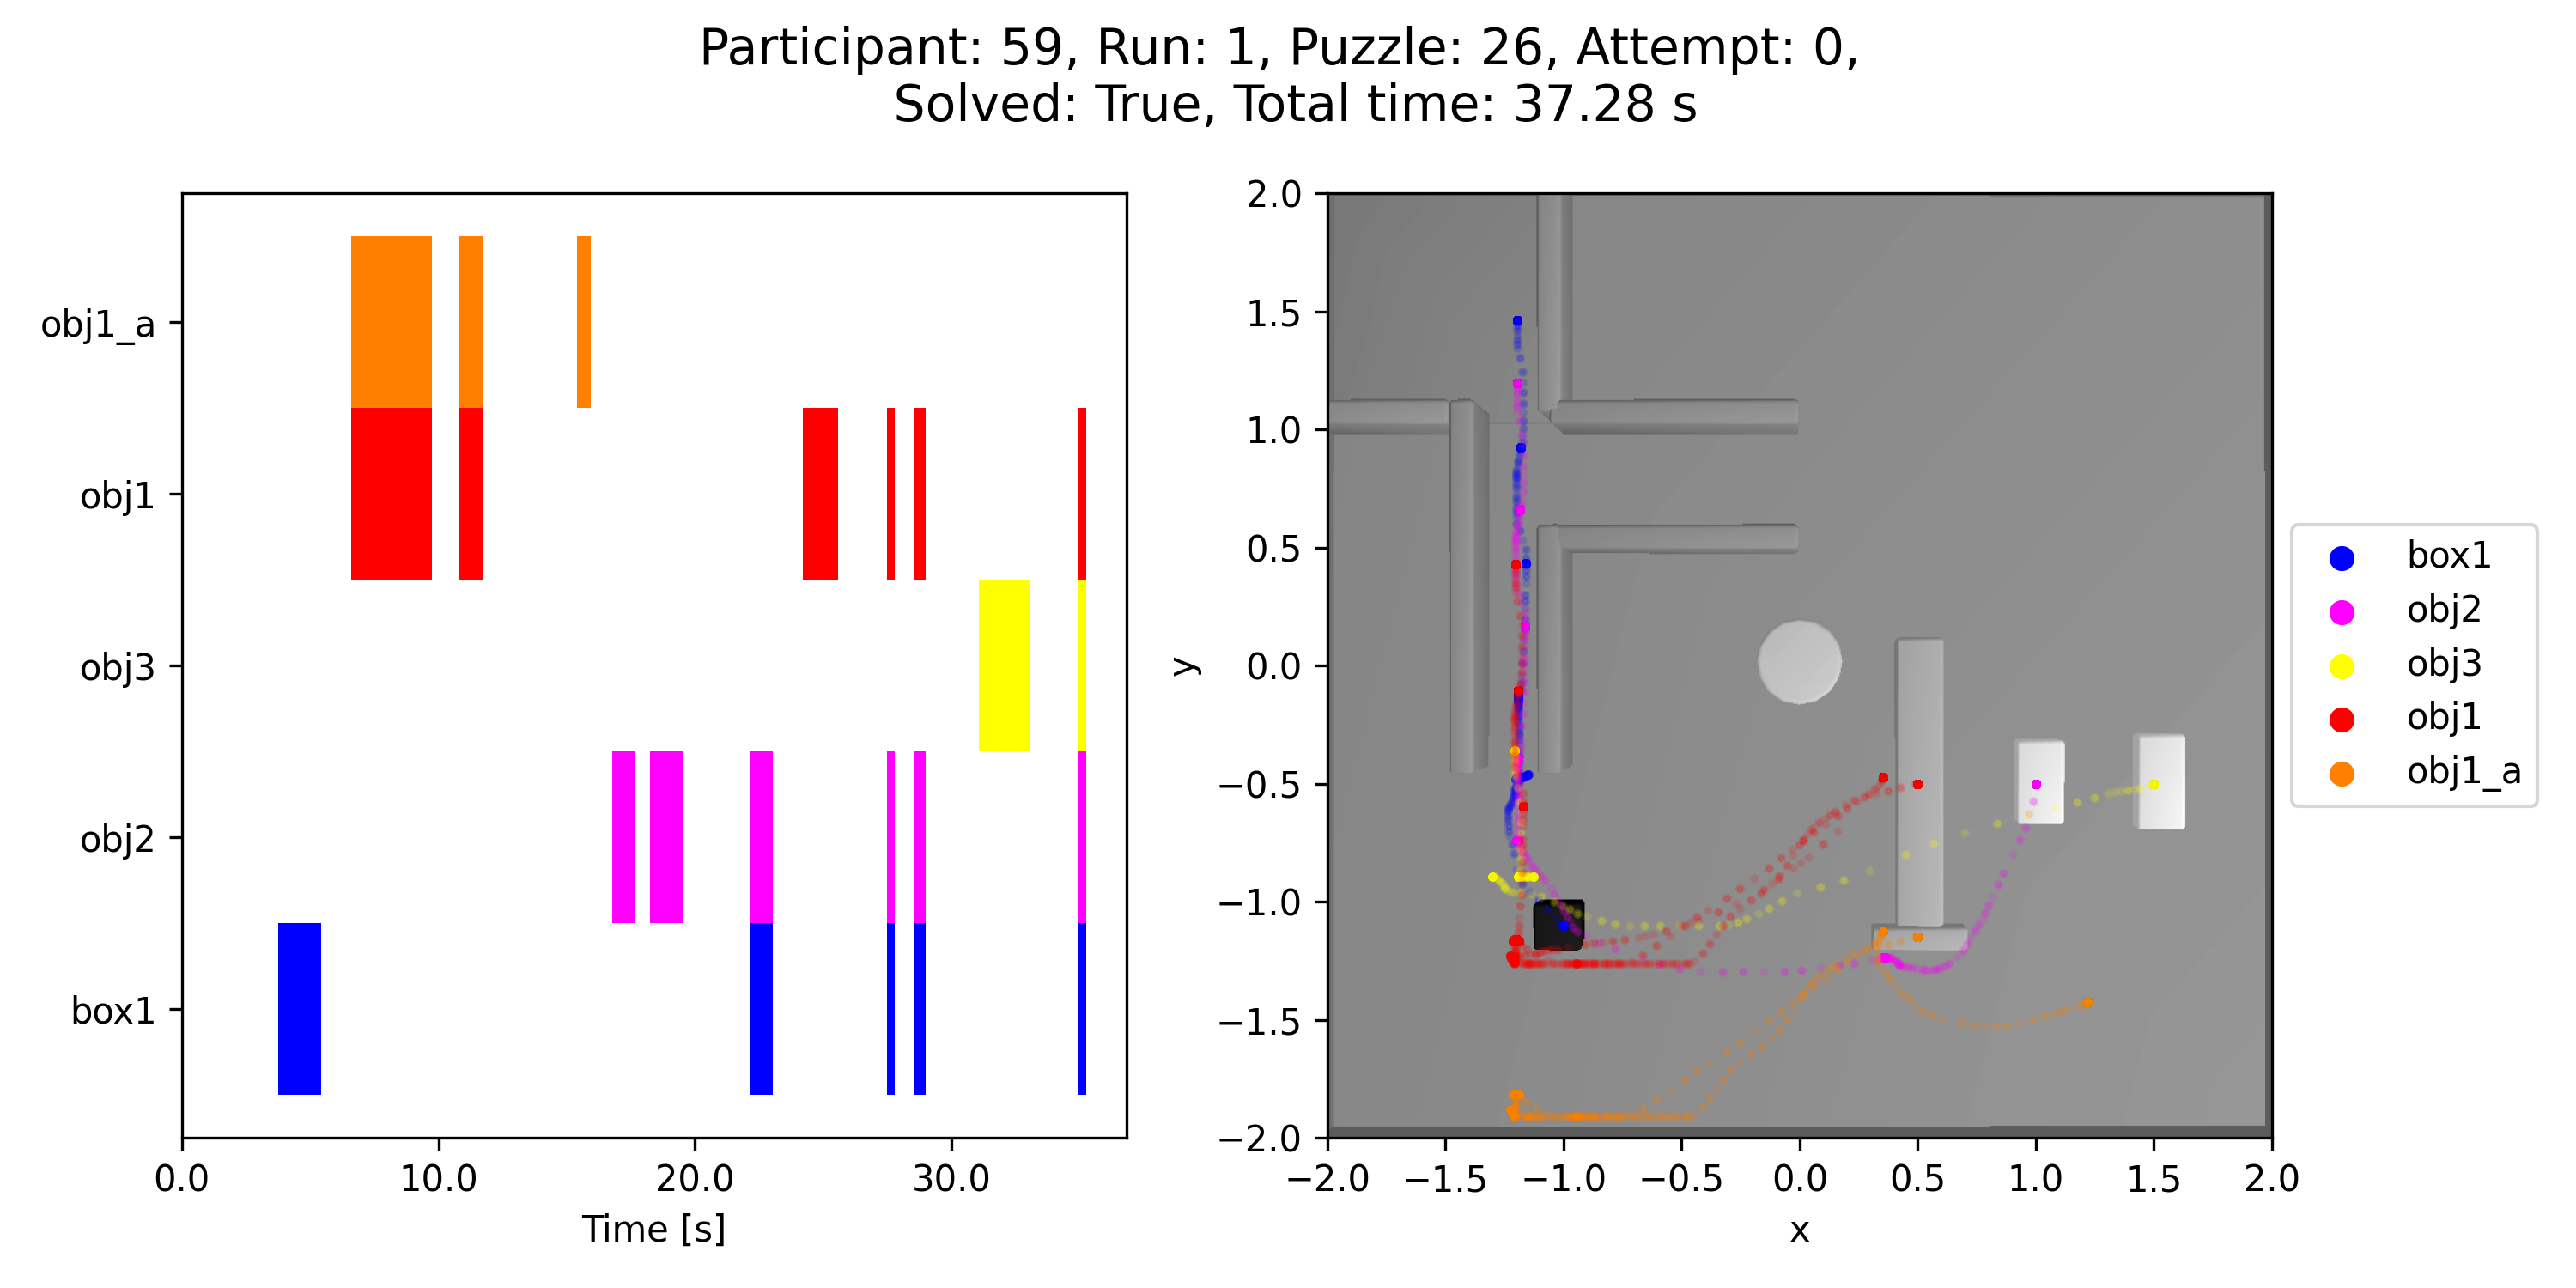 Participant: 59, Run: 1, Puzzle: 26, Attempt: 0,
Solved: True, Total time: 37.28 s
obj1_a
obj1
obj3
obj2
box1
0.0 10.0 20.0 30.0
Time [s]
2.0
1.5
1.0
0.5
0.0
−0.5
−1.0
−1.5
−2.0
y
−2.0 −1.5 −1.0 −0.5 0.0 0.5 1.0 1.5 2.0
x
box1
obj2
obj3
obj1
obj1_a